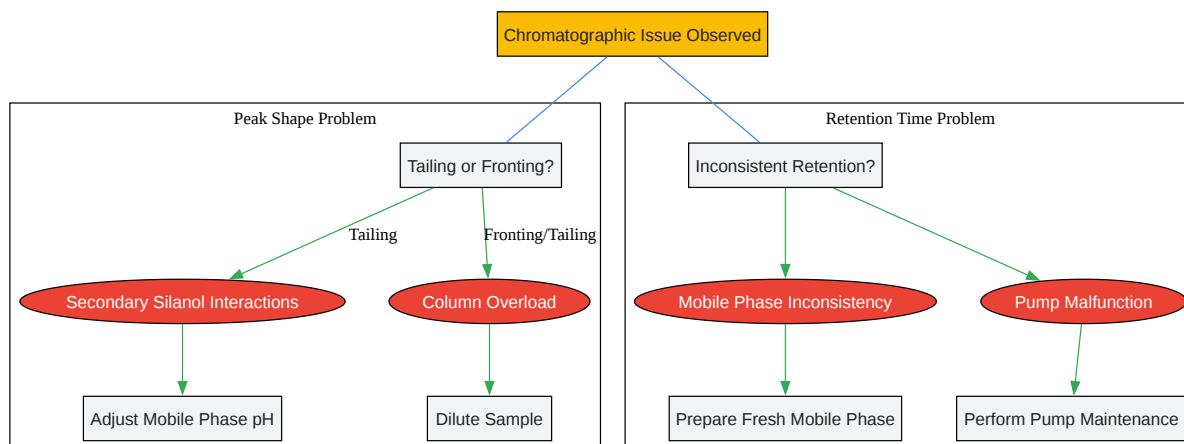 Chromatographic Issue Observed
Peak Shape Problem
Retention Time Problem
Tailing or Fronting?
Inconsistent Retention?
Tailing
Fronting/Tailing
Secondary Silanol Interactions
Column Overload
Mobile Phase Inconsistency
Pump Malfunction
Adjust Mobile Phase pH
Dilute Sample
Prepare Fresh Mobile Phase
Perform Pump Maintenance